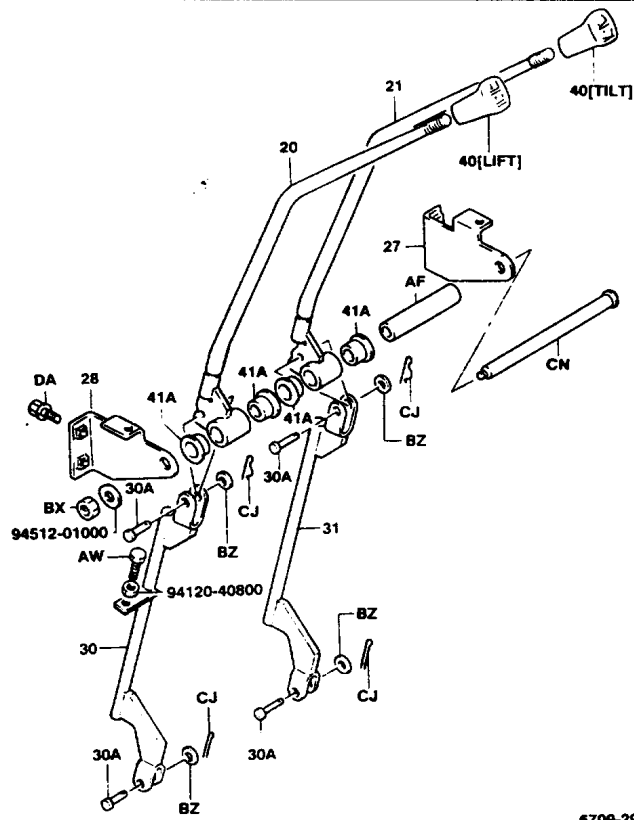 21
40[TILT]
20
40[LIFT]
27
AF
41A
CN
DA
28
41A
41A
41A
CJ
BZ
30A
BX
30A
CJ
94512-01000
BZ
31
AW
94120-40800
BZ
30
CJ
CJ
30A
30A
BZ